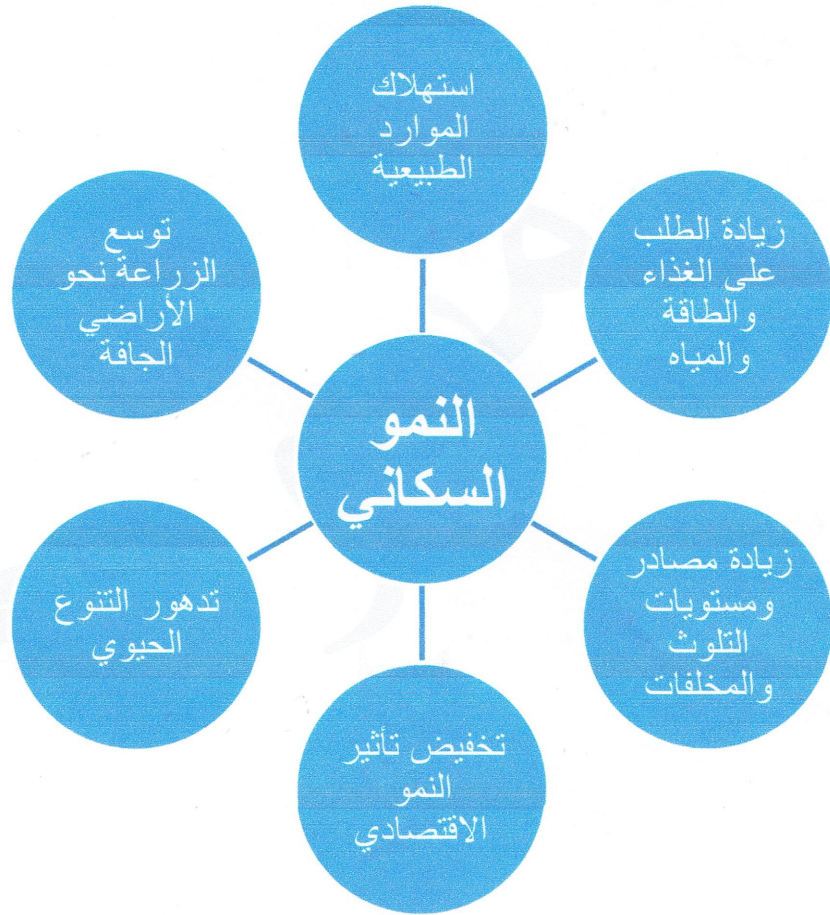 استهلاك
الموارد
الطبيعية
زيادة الطلب
على الغذاء
والطاقة
والمياه
توسع
الزراعة نحو
الأراضي
الجافة
النمو
السكاني
زيادة مصادر
ومستويات
التلوث
والمخلفات
تدهور التنوع
الحيوي
تخفيض تأثير
النمو
الاقتصادي